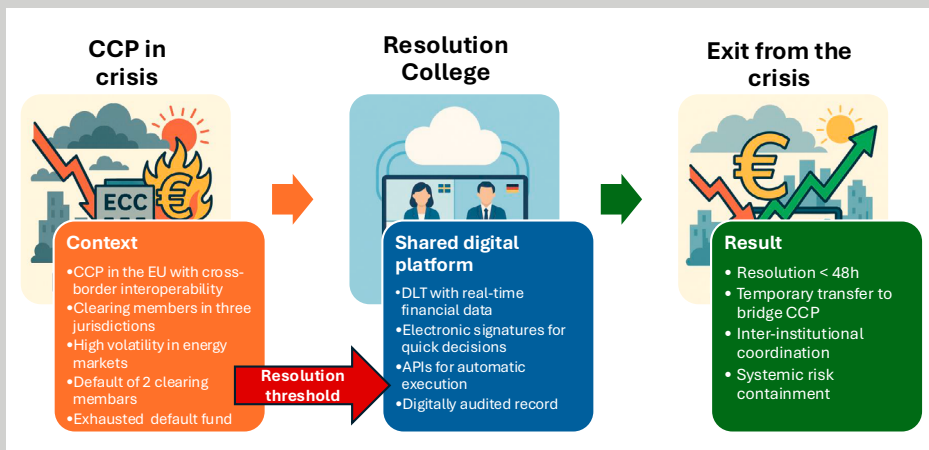 CCP in
crisis
Resolution
College
Exit from the
crisis
ECC
€
€
Context
•CCP in the EU with cross-
border interoperability
•Clearing members in three
jurisdictions
•High volatility in energy
markets
•Default of 2 clearing
membars
•Exhausted default fund
Resolution
threshold
Shared digital
platform
•DLT with real-time
financial data
•Electronic signatures for
quick decisions
•APIs for automatic
execution
•Digitally audited record
Result
• Resolution < 48h
• Temporary transfer to
bridge CCP
• Inter-institutional
coordination
• Systemic risk
containment